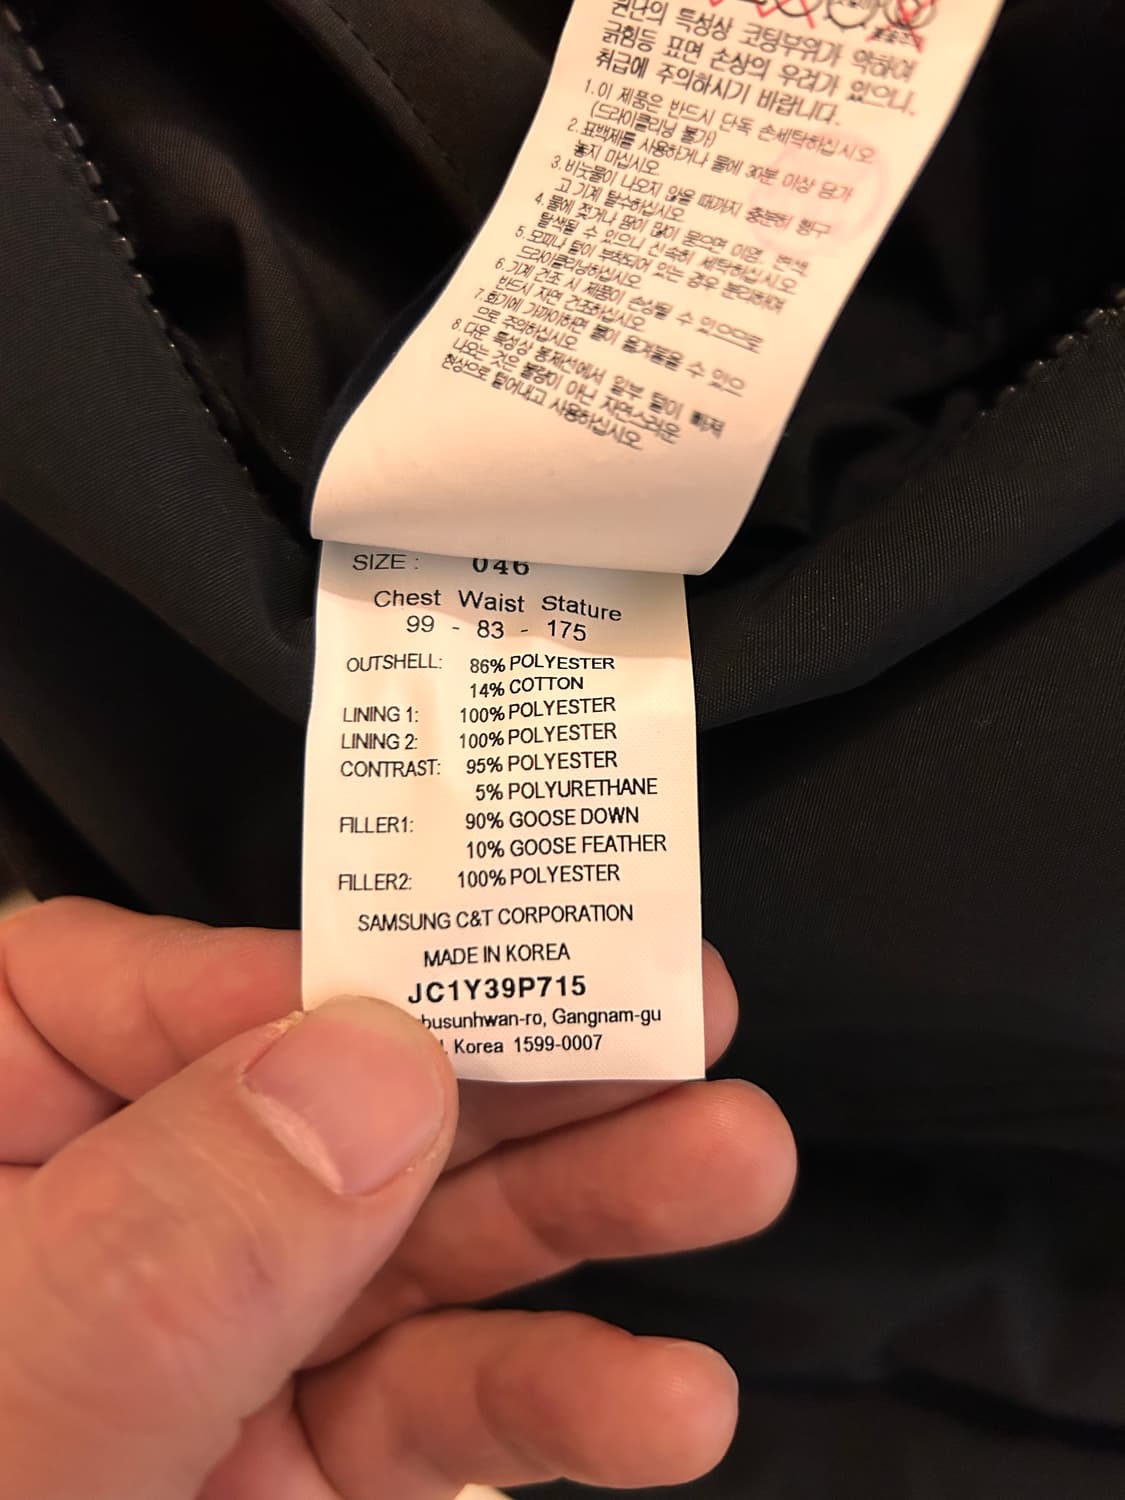 원단의 특성상 코팅부위가 약하여
긁힘등 표면 손상의 우려가 있으니,
취급에 주의하시기 바랍니다.
1.이 제품은 반드시 단독 손세탁하십시오
(드라이클리닝 불가)
2.표백제를 사용하거나 물에 30분 이상 담가
놓지 마십시오
3.비눗물이 나오지 않을 때까지 충분히 헹구
고 기계 탈수하십시오
4.물에 젖거나 땀이 많이 묻으면 이염, 변색
탈색될 수 있으니 신속히 세탁하십시오
5.모피나 털이 부착되어 있는 경우 분리하여
드라이클리닝하십시오
6.기계 건조 시 제품이 손상될 수 있으므로
반드시 자연 건조하십시오
7.화기에 가까이하면 불이 옮겨붙을 수 있으
므로 주의하십시오
8.다운 특성상 봉제선에서 일부 털이 빠져
나오는 것은 불량이 아닌 자연스러운
현상으로 털어내고 사용하십시오
SIZE : 046
Chest Waist Stature
99 - 83 - 175
OUTSHELL: 86% POLYESTER
14% COTTON
LINING 1: 100% POLYESTER
LINING 2: 100% POLYESTER
CONTRAST: 95% POLYESTER
5% POLYURETHANE
FILLER1: 90% GOOSE DOWN
10% GOOSE FEATHER
FILLER2: 100% POLYESTER
SAMSUNG C&T CORPORATION
MADE IN KOREA
JC1Y39P715
busunhwan-ro, Gangnam-gu
Korea 1599-0007